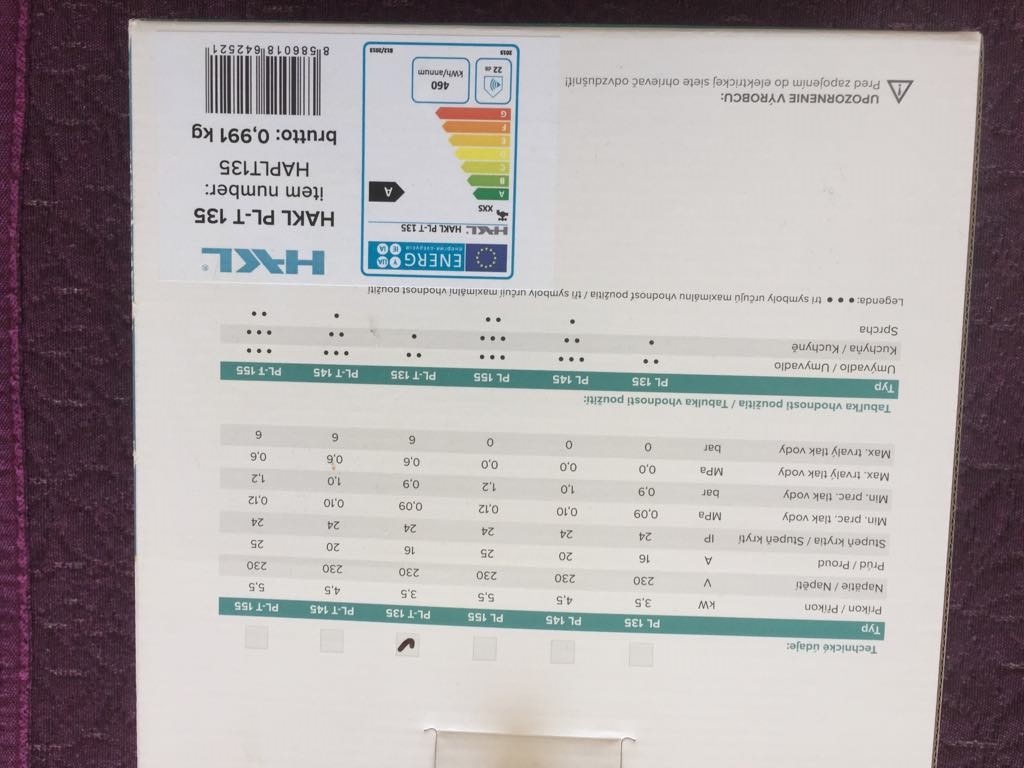 Technické údaje:
Typ PL 135 PL 145 PL 155 PL-T 135 PL-T 145 PL-T 155
Príkon / Příkon kW 3,5 4,5 5,5 3,5 4,5 5,5
Napätie / Napětí V 230 230 230 230 230 230
Prúd / Proud A 16 20 25 16 20 25
Stupeň krytia / Stupeň krytí IP 24 24 24 24 24 24
Min. prac. tlak vody MPa 0,09 0,10 0,12 0,09 0,10 0,12
Min. prac. tlak vody bar 0,9 1,0 1,2 0,9 1,0 1,2
Max. trvalý tlak vody MPa 0,0 0,0 0,0 0,6 0,6 0,6
Max. trvalý tlak vody bar 0 0 0 6 6 6
Tabuľka vhodnosti použitia / Tabulka vhodnosti použití:
Typ PL 135 PL 145 PL 155 PL-T 135 PL-T 145 PL-T 155
Umývadlo / Umyvadlo •• ••• ••• •• ••• •••
Kuchyňa / Kuchyně • •• ••• • •• •••
Sprcha • •• • ••
Legenda: • • • tri symboly určujú maximálnu vhodnosť použitia / tři symboly určují maximální vhodnost použití
HAKL®
HAKL PL-T 135
item number:
HAPLT135
brutto: 0,991 kg
8 586018 642521
ENERG
Y UA
IE IA
енергия · ενεργεια
HAKL HAKL PL-T 135
XXS
A
B
C
D
E
F
G
A
22 dB
460
kWh/annum
2015
812/2013
UPOZORNENIE VÝROBCU:
Pred zapojením do elektrickej siete ohrievač odvzdušniť!